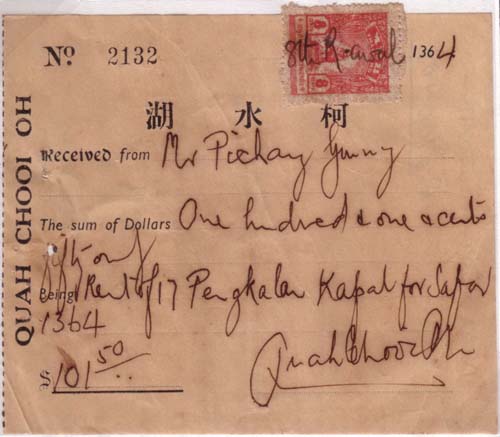 Nº 2132
8th R-awal 1364
湖 水 柯
QUAH CHOOI OH
Received from Mr Pichay Gunny
The sum of Dollars One hundred & one & cents
fifty only
Being Rent of 17 Pengkalan Kapal for Safar
1364
$ 101 50
Quah Chooi Oh